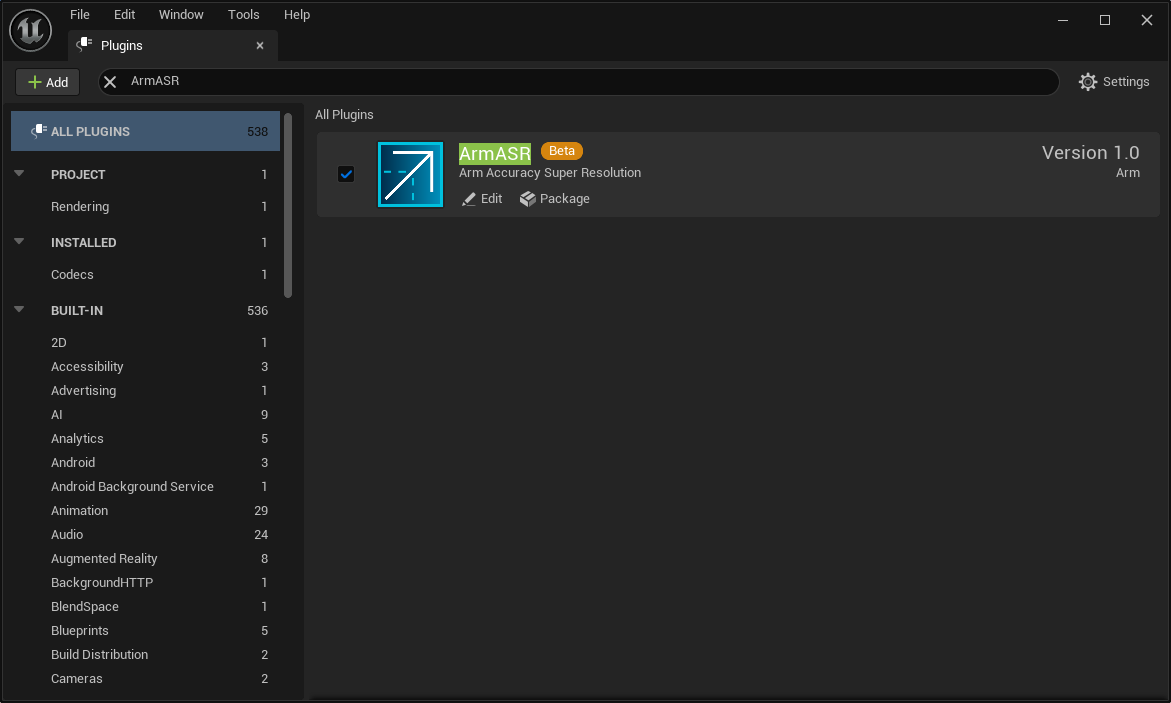 File Edit Window Tools Help
Plugins
Add
ArmASR
Settings
ALL PLUGINS 538
PROJECT 1
Rendering 1
INSTALLED 1
Codecs 1
BUILT-IN 536
2D 1
Accessibility 3
Advertising 1
AI 9
Analytics 5
Android 3
Android Background Service 1
Animation 29
Audio 24
Augmented Reality 8
BackgroundHTTP 1
BlendSpace 1
Blueprints 5
Build Distribution 2
Cameras 2
All Plugins
ArmASR Beta Version 1.0
Arm Accuracy Super Resolution Arm
Edit Package